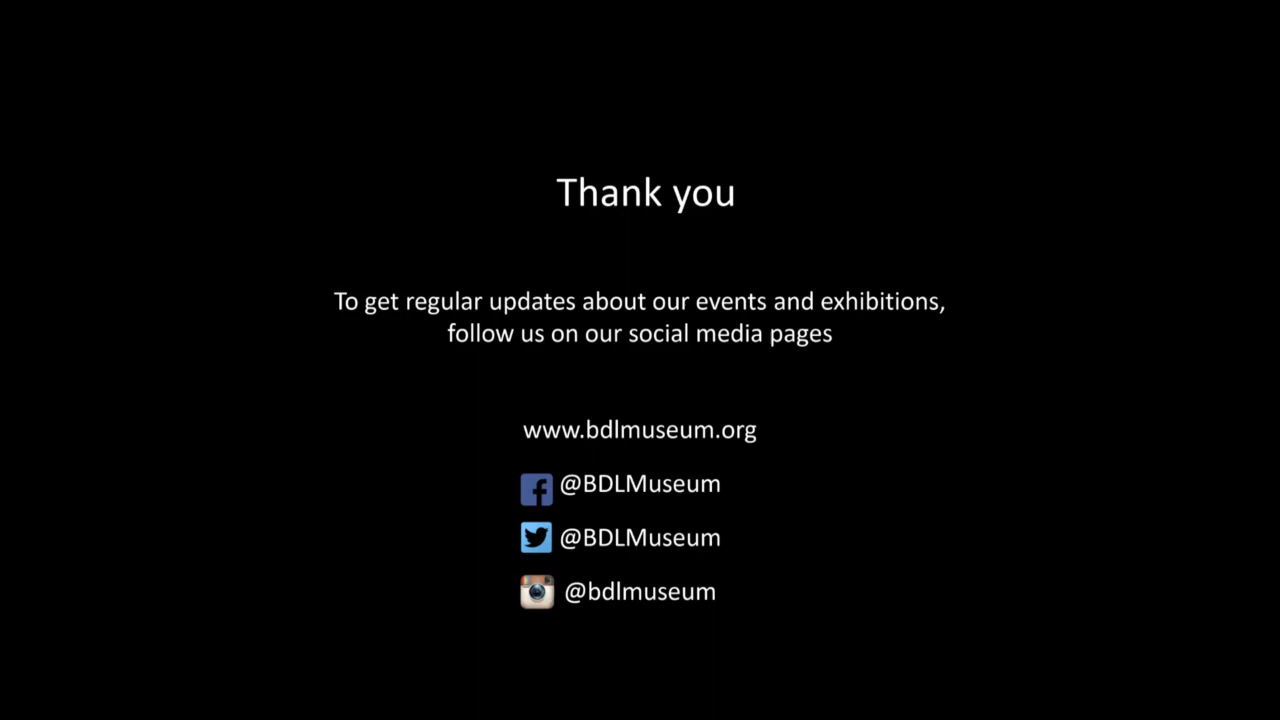 Thank you
To get regular updates about our events and exhibitions,
follow us on our social media pages
www.bdlmuseum.org
@BDLMuseum
@BDLMuseum
@bdlmuseum